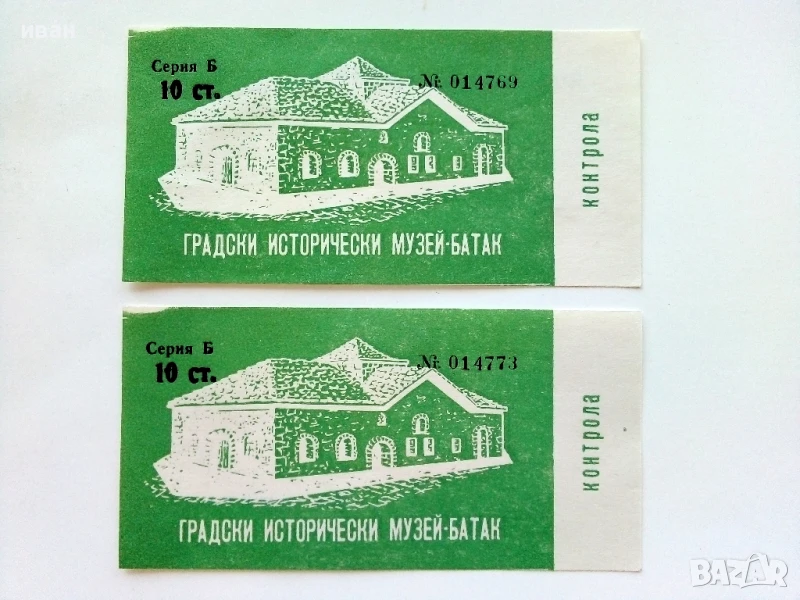 иван
Серия Б
10 ст.
№ 014769
ГРАДСКИ ИСТОРИЧЕСКИ МУЗЕЙ-БАТАК
контрола
Серия Б
10 ст.
№ 014773
ГРАДСКИ ИСТОРИЧЕСКИ МУЗЕЙ-БАТАК
контрола
BAZAR